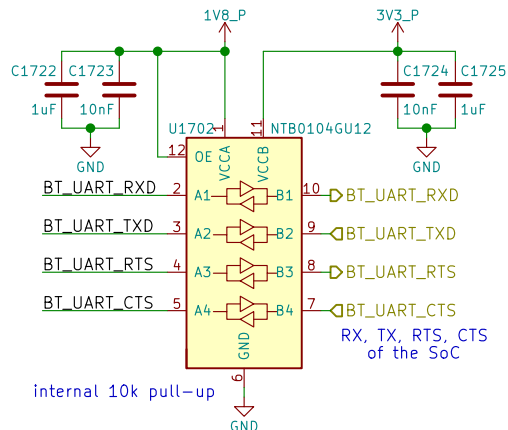 1V8_P
3V3_P
C1722
C1723
C1724
C1725
1uF
10nF
10nF
1uF
GND
GND
U1702
NTB0104GU12
1
11
VCCA
VCCB
12
OE
BT_UART_RXD
2
A1
B1
10
BT_UART_RXD
BT_UART_TXD
3
A2
B2
9
BT_UART_TXD
BT_UART_RTS
4
A3
B3
8
BT_UART_RTS
BT_UART_CTS
5
A4
B4
7
BT_UART_CTS
GND
6
RX, TX, RTS, CTS
of the SoC
internal 10k pull-up
GND